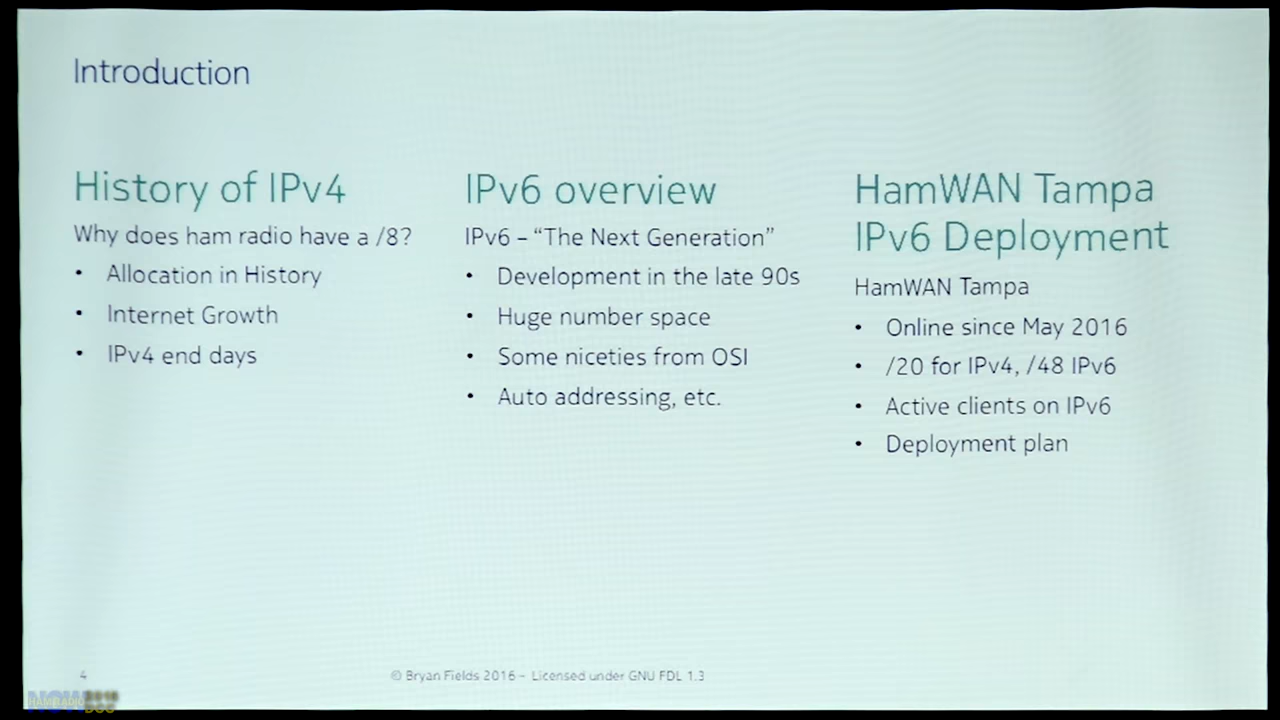 Introduction
History of IPv4
Why does ham radio have a /8?
• Allocation in History
• Internet Growth
• IPv4 end days
IPv6 overview
IPv6 – “The Next Generation”
• Development in the late 90s
• Huge number space
• Some niceties from OSI
• Auto addressing, etc.
HamWAN Tampa
IPv6 Deployment
HamWAN Tampa
• Online since May 2016
• /20 for IPv4, /48 IPv6
• Active clients on IPv6
• Deployment plan
4
© Bryan Fields 2016 – Licensed under GNU FDL 1.3